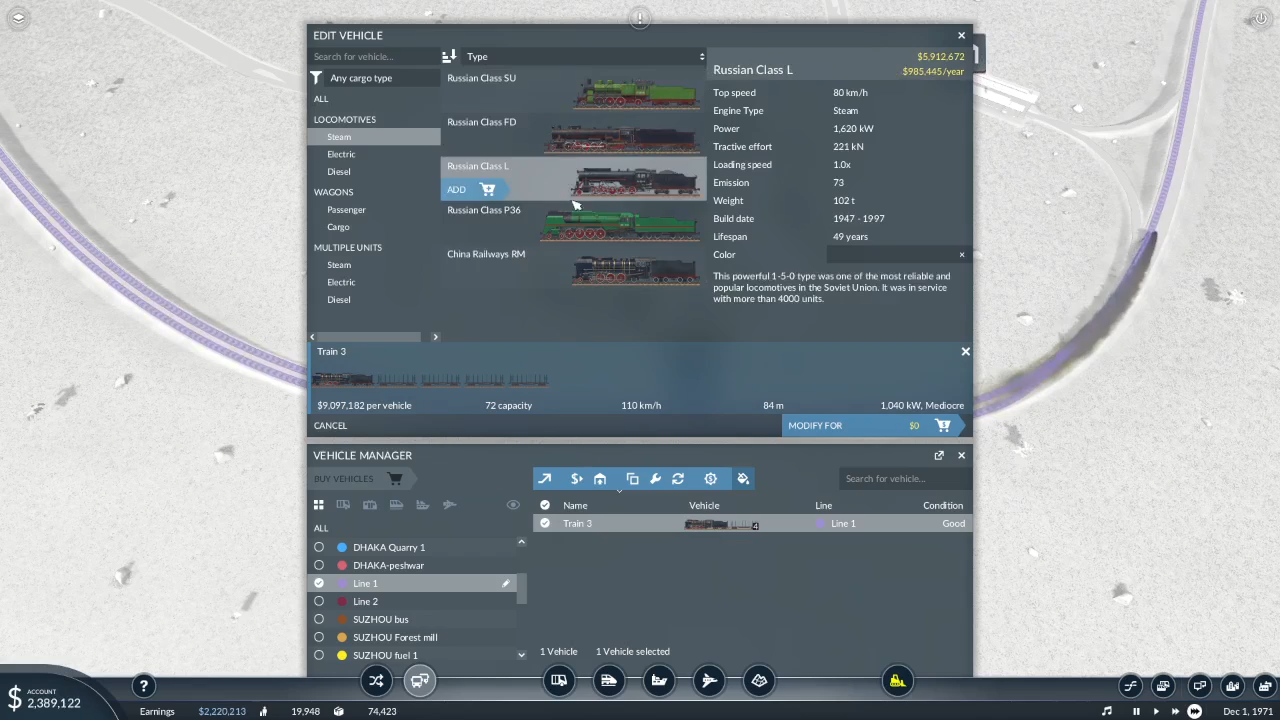 EDIT VEHICLE
Search for vehicle...
Type
Any cargo type
ALL
LOCOMOTIVES
Steam
Electric
Diesel
WAGONS
Passenger
Cargo
MULTIPLE UNITS
Steam
Electric
Diesel
Russian Class SU
Russian Class FD
Russian Class L
ADD
Russian Class P36
China Railways RM
$5,912,672
Russian Class L
$985,445/year
Top speed 80 km/h
Engine Type Steam
Power 1,620 kW
Tractive effort 221 kN
Loading speed 1.0x
Emission 73
Weight 102 t
Build date 1947 - 1997
Lifespan 49 years
Color
This powerful 1-5-0 type was one of the most reliable and
popular locomotives in the Soviet Union. It was in service
with more than 4000 units.
Train 3
$9,097,182 per vehicle 72 capacity 110 km/h 84 m 1,040 kW, Mediocre
CANCEL
MODIFY FOR $0
VEHICLE MANAGER
BUY VEHICLES
Search for vehicle...
ALL
DHAKA Quarry 1
DHAKA-peshwar
Line 1
Line 2
SUZHOU bus
SUZHOU Forest mill
SUZHOU fuel 1
Name Vehicle Line Condition
Train 3 4 Line 1 Good
1 Vehicle 1 Vehicle selected
ACCOUNT
$ 2,389,122
?
Earnings $2,220,213 19,948 74,423
Dec 1, 1971